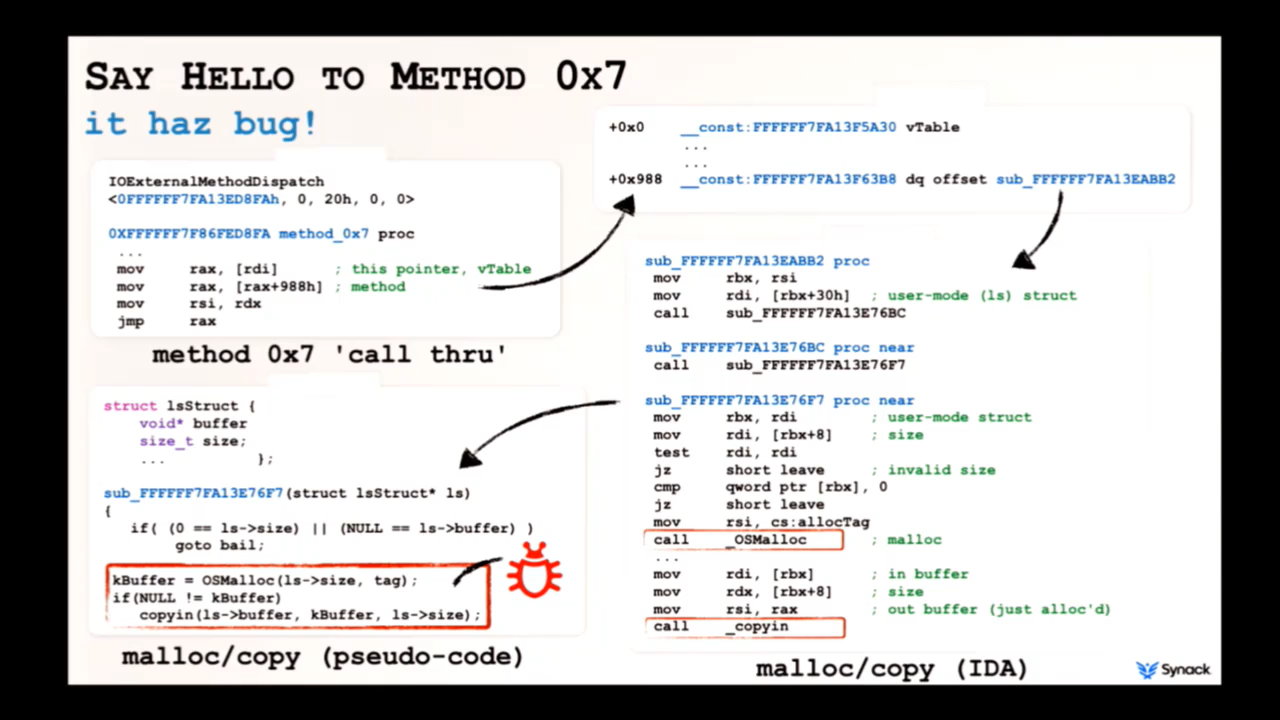 SAY HELLO TO METHOD 0x7
it haz bug!
IOExternalMethodDispatch
<0FFFFFF7FA13ED8FAh, 0, 20h, 0, 0>
0XFFFFFF7F86FED8FA method_0x7 proc
...
mov rax, [rdi] ; this pointer, vTable
mov rax, [rax+988h] ; method
mov rsi, rdx
jmp rax
method 0x7 'call thru'
+0x0 __const:FFFFFF7FA13F5A30 vTable
...
...
+0x988 __const:FFFFFF7FA13F63B8 dq offset sub_FFFFFF7FA13EABB2
sub_FFFFFF7FA13EABB2 proc
mov rbx, rsi
mov rdi, [rbx+30h] ; user-mode (ls) struct
call sub_FFFFFF7FA13E76BC
sub_FFFFFF7FA13E76BC proc near
call sub_FFFFFF7FA13E76F7
sub_FFFFFF7FA13E76F7 proc near
mov rbx, rdi ; user-mode struct
mov rdi, [rbx+8] ; size
test rdi, rdi
jz short leave ; invalid size
cmp qword ptr [rbx], 0
jz short leave
mov rsi, cs:allocTag
call _OSMalloc ; malloc
...
mov rdi, [rbx] ; in buffer
mov rdx, [rbx+8] ; size
mov rsi, rax ; out buffer (just alloc'd)
call _copyin
malloc/copy (IDA)
struct lsStruct {
void* buffer
size_t size;
... };
sub_FFFFFF7FA13E76F7(struct lsStruct* ls)
{
if( (0 == ls->size) || (NULL == ls->buffer) )
goto bail;
kBuffer = OSMalloc(ls->size, tag);
if(NULL != kBuffer)
copyin(ls->buffer, kBuffer, ls->size);
malloc/copy (pseudo-code)
Synack